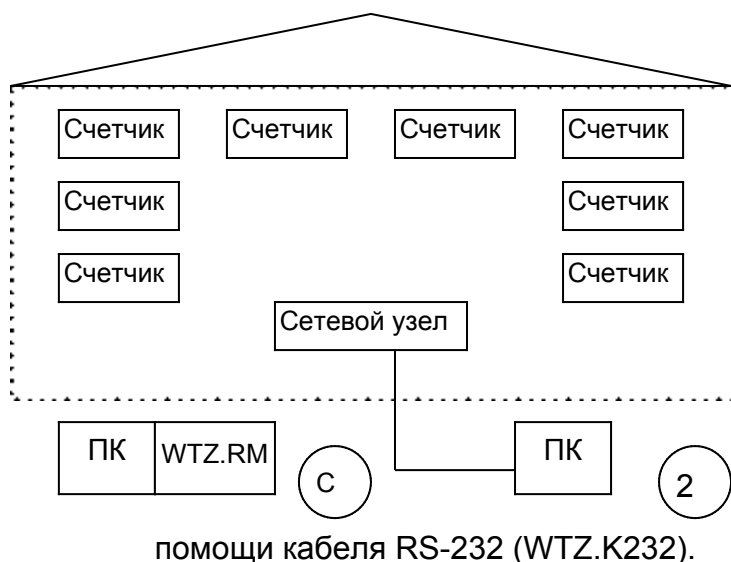 Счетчик Счетчик Счетчик Счетчик
Счетчик Счетчик
Счетчик Счетчик
Сетевой узел
ПК WTZ.RM С ПК 2
помощи кабеля RS-232 (WTZ.K232).